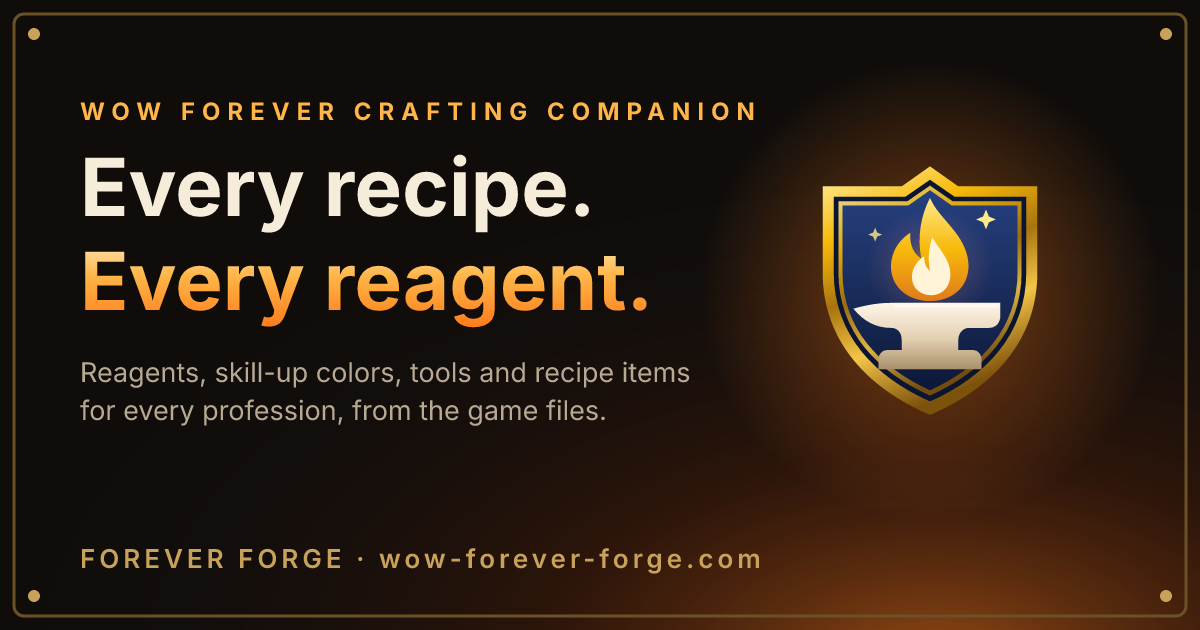 WOW FOREVER CRAFTING COMPANION
Every recipe.
Every reagent.
Reagents, skill-up colors, tools and recipe items
for every profession, from the game files.
FOREVER FORGE · wow-forever-forge.com